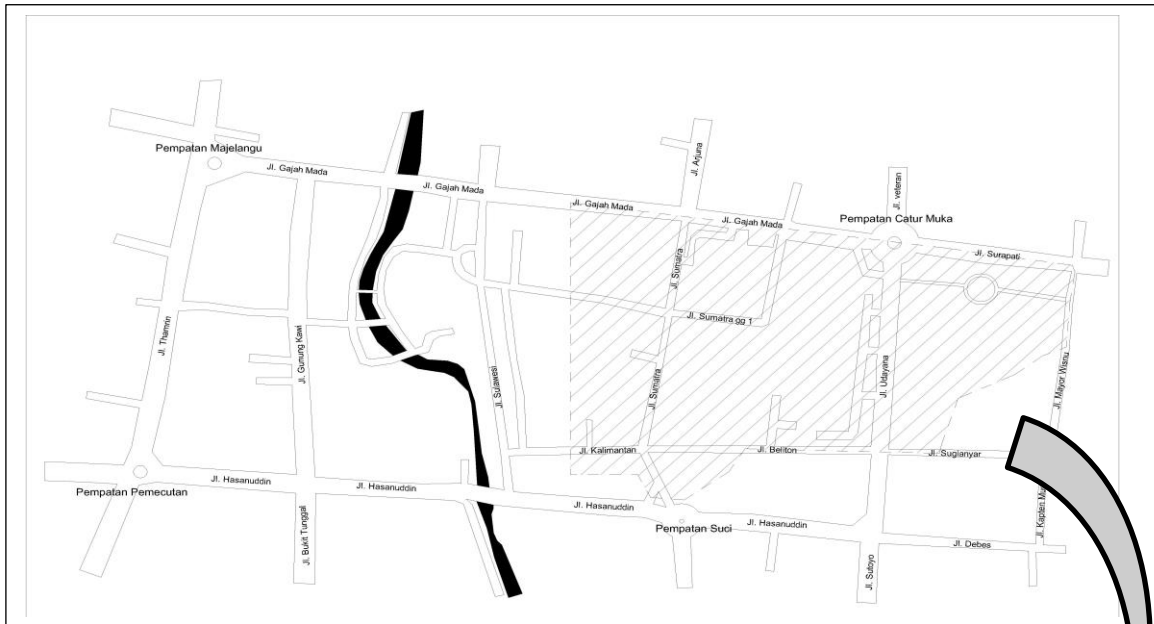 Pempatan Majelangu
Jl. Gajah Mada
Jl. Gajah Mada
Jl. Gajah Mada
Jl. Gajah Mada
Jl. Arjuna
Jl. veteran
Pempatan Catur Muka
Jl. Surapati
Jl. Sumatra
Jl. Sumatra gg 1
Jl. Thamrin
Jl. Gunung Kawi
Jl. Sulawesi
Jl. Sumatra
Jl. Udayana
Jl. Mayor Wisnu
Jl. Kalimantan
Jl. Beliton
Jl. Sugianyar
Pempatan Pemecutan
Jl. Hasanuddin
Jl. Hasanuddin
Jl. Hasanuddin
Pempatan Suci
Jl. Hasanuddin
Jl. Bukit Tunggal
Jl. Sutoyo
Jl. Debes
Jl. Kapten